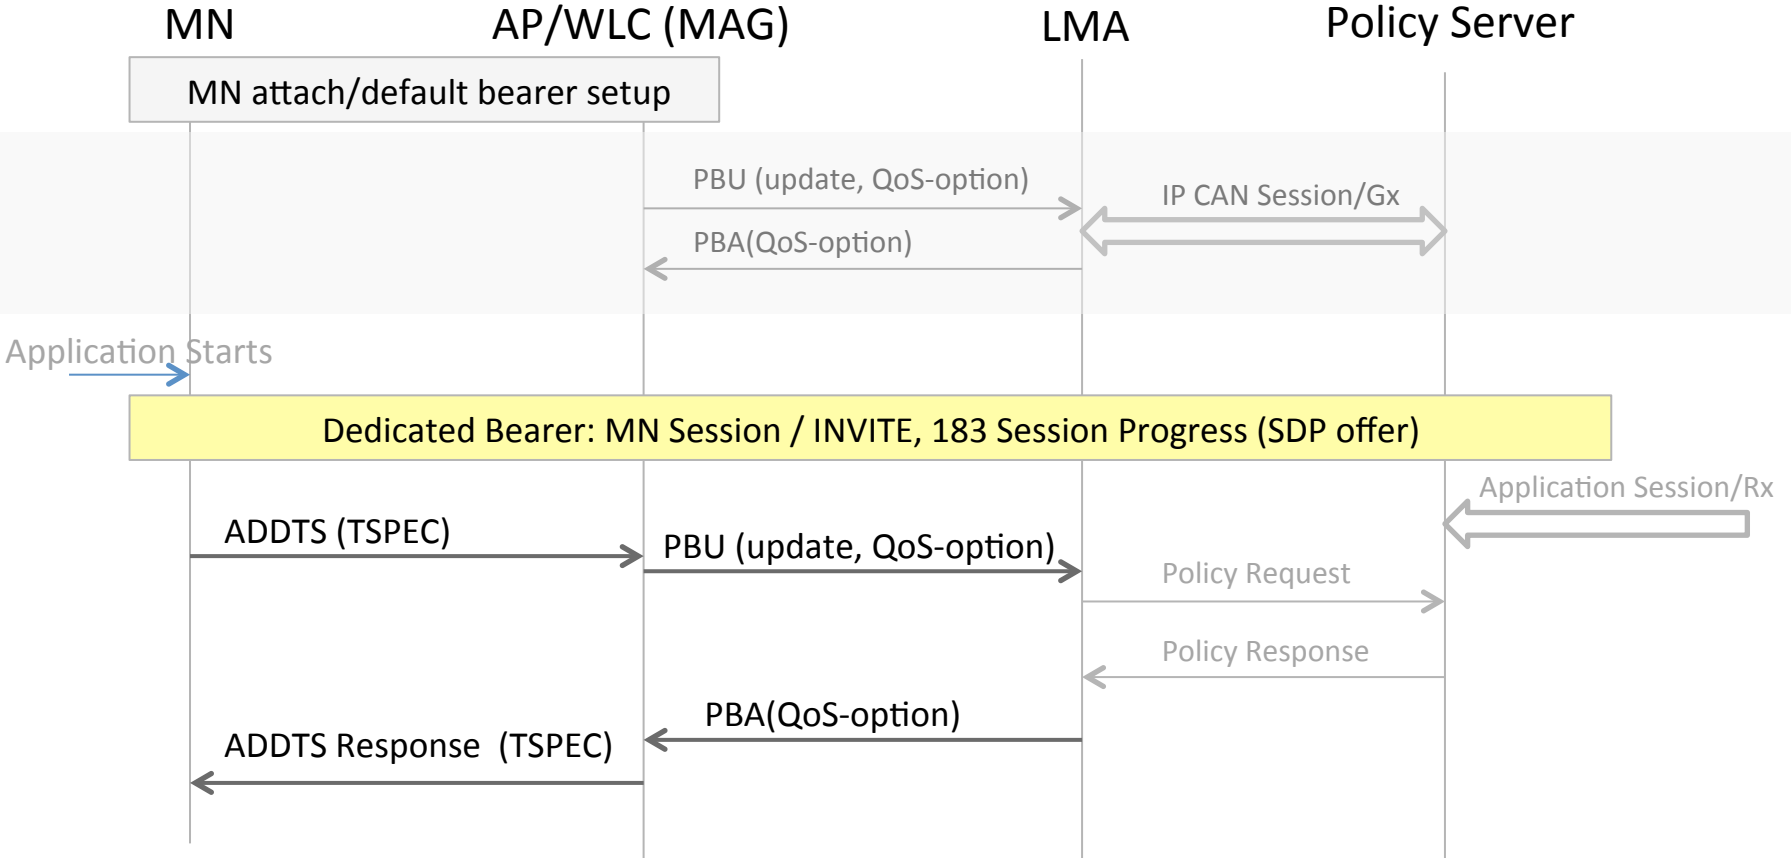 MN
AP/WLC (MAG)
LMA
Policy Server
MN attach/default bearer setup
PBU (update, QoS-option)
IP CAN Session/Gx
PBA(QoS-option)
Application Starts
Dedicated Bearer: MN Session / INVITE, 183 Session Progress (SDP offer)
Application Session/Rx
ADDTS (TSPEC)
PBU (update, QoS-option)
Policy Request
Policy Response
PBA(QoS-option)
ADDTS Response  (TSPEC)